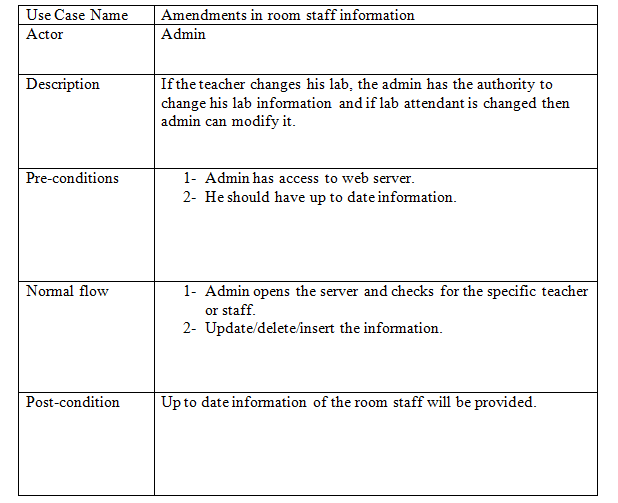 Use Case Name Amendments in room staff information
Actor Admin
Description If the teacher changes his lab, the admin has the authority to
change his lab information and if lab attendant is changed then
admin can modify it.
Pre-conditions 1- Admin has access to web server.
2- He should have up to date information.
Normal flow 1- Admin opens the server and checks for the specific teacher
or staff.
2- Update/delete/insert the information.
Post-condition Up to date information of the room staff will be provided.